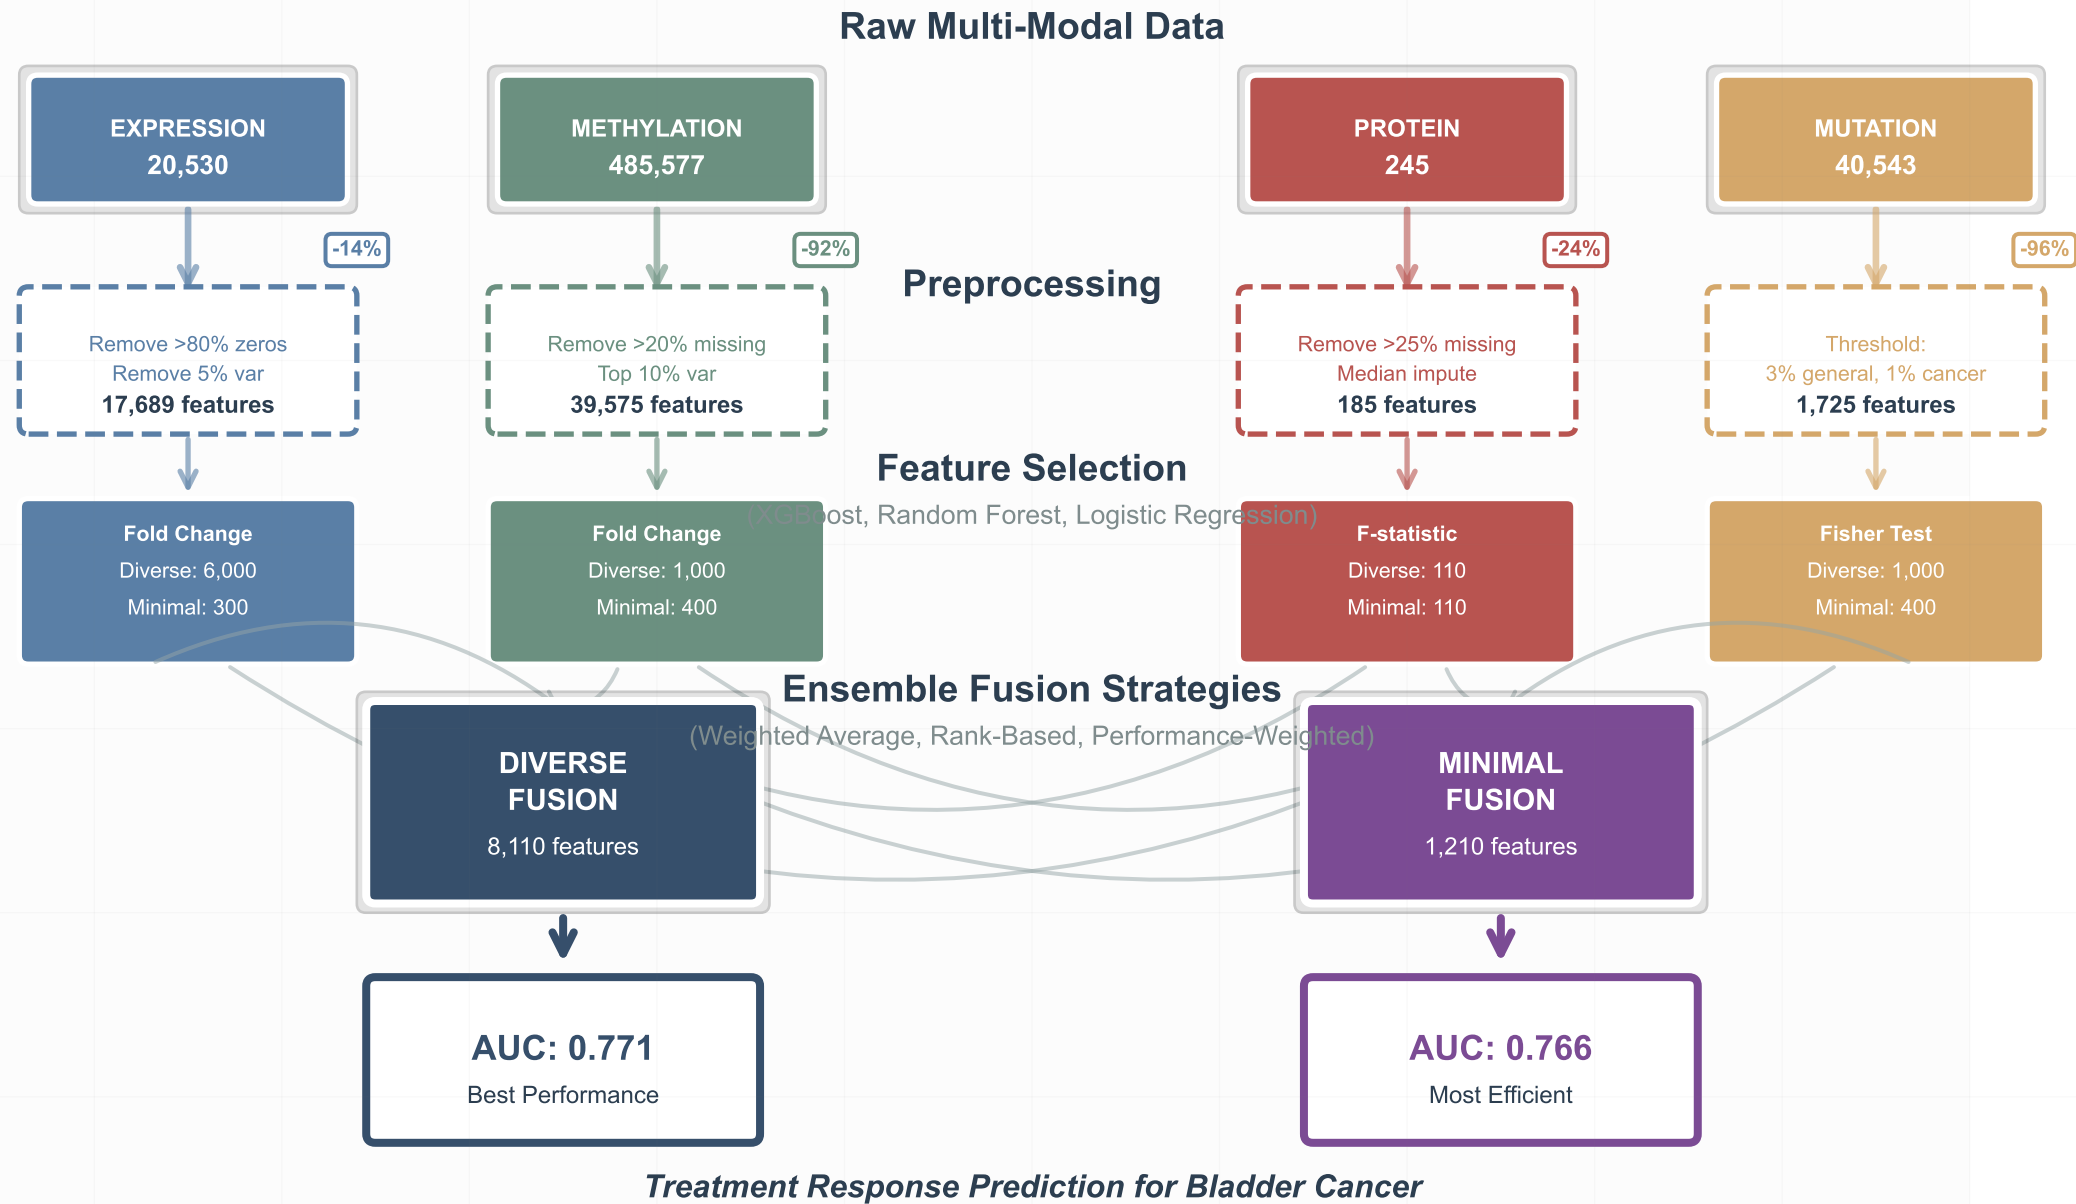 Raw Multi-Modal Data
EXPRESSION
20,530
METHYLATION
485,577
PROTEIN
245
MUTATION
40,543
-14%
-92%
-24%
-96%
Preprocessing
Remove >80% zeros
Remove 5% var
17,689 features
Remove >20% missing
Top 10% var
39,575 features
Remove >25% missing
Median impute
185 features
Threshold:
3% general, 1% cancer
1,725 features
Feature Selection
(XGBoost, Random Forest, Logistic Regression)
Fold Change
Diverse: 6,000
Minimal: 300
Fold Change
Diverse: 1,000
Minimal: 400
F-statistic
Diverse: 110
Minimal: 110
Fisher Test
Diverse: 1,000
Minimal: 400
Ensemble Fusion Strategies
(Weighted Average, Rank-Based, Performance-Weighted)
DIVERSE
FUSION
8,110 features
MINIMAL
FUSION
1,210 features
AUC: 0.771
Best Performance
AUC: 0.766
Most Efficient
Treatment Response Prediction for Bladder Cancer